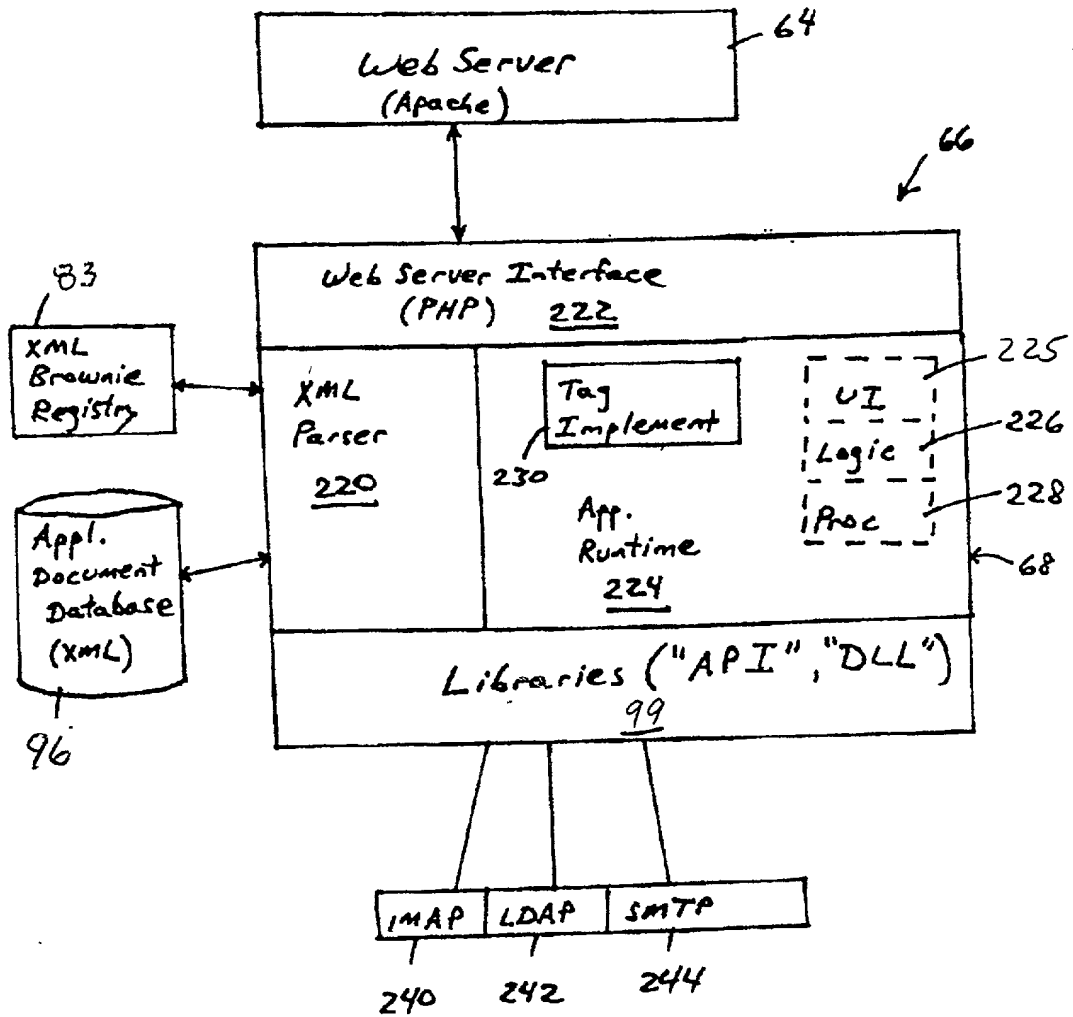 64
Web Server
(Apache)
66
Web Server Interface
(PHP) 222
83
XML
Brownie
Registry
XML
Parser
220
Tag
Implement
230
App.
Runtime
224
UI
Logic
Proc
225
226
228
68
Appl.
Document
Database
(XML)
96
Libraries ("API", "DLL")
99
IMAP
LDAP
SMTP
240
242
244